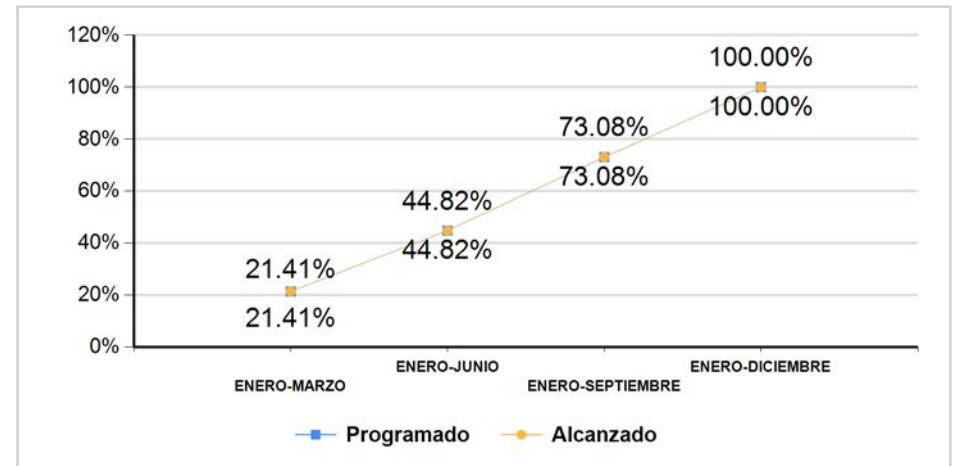 120%
100%
80%
60%
40%
20%
0%
21.41%
21.41%
44.82%
44.82%
73.08%
73.08%
100.00%
100.00%
ENERO-MARZO
ENERO-JUNIO
ENERO-SEPTIEMBRE
ENERO-DICIEMBRE
Programado
Alcanzado